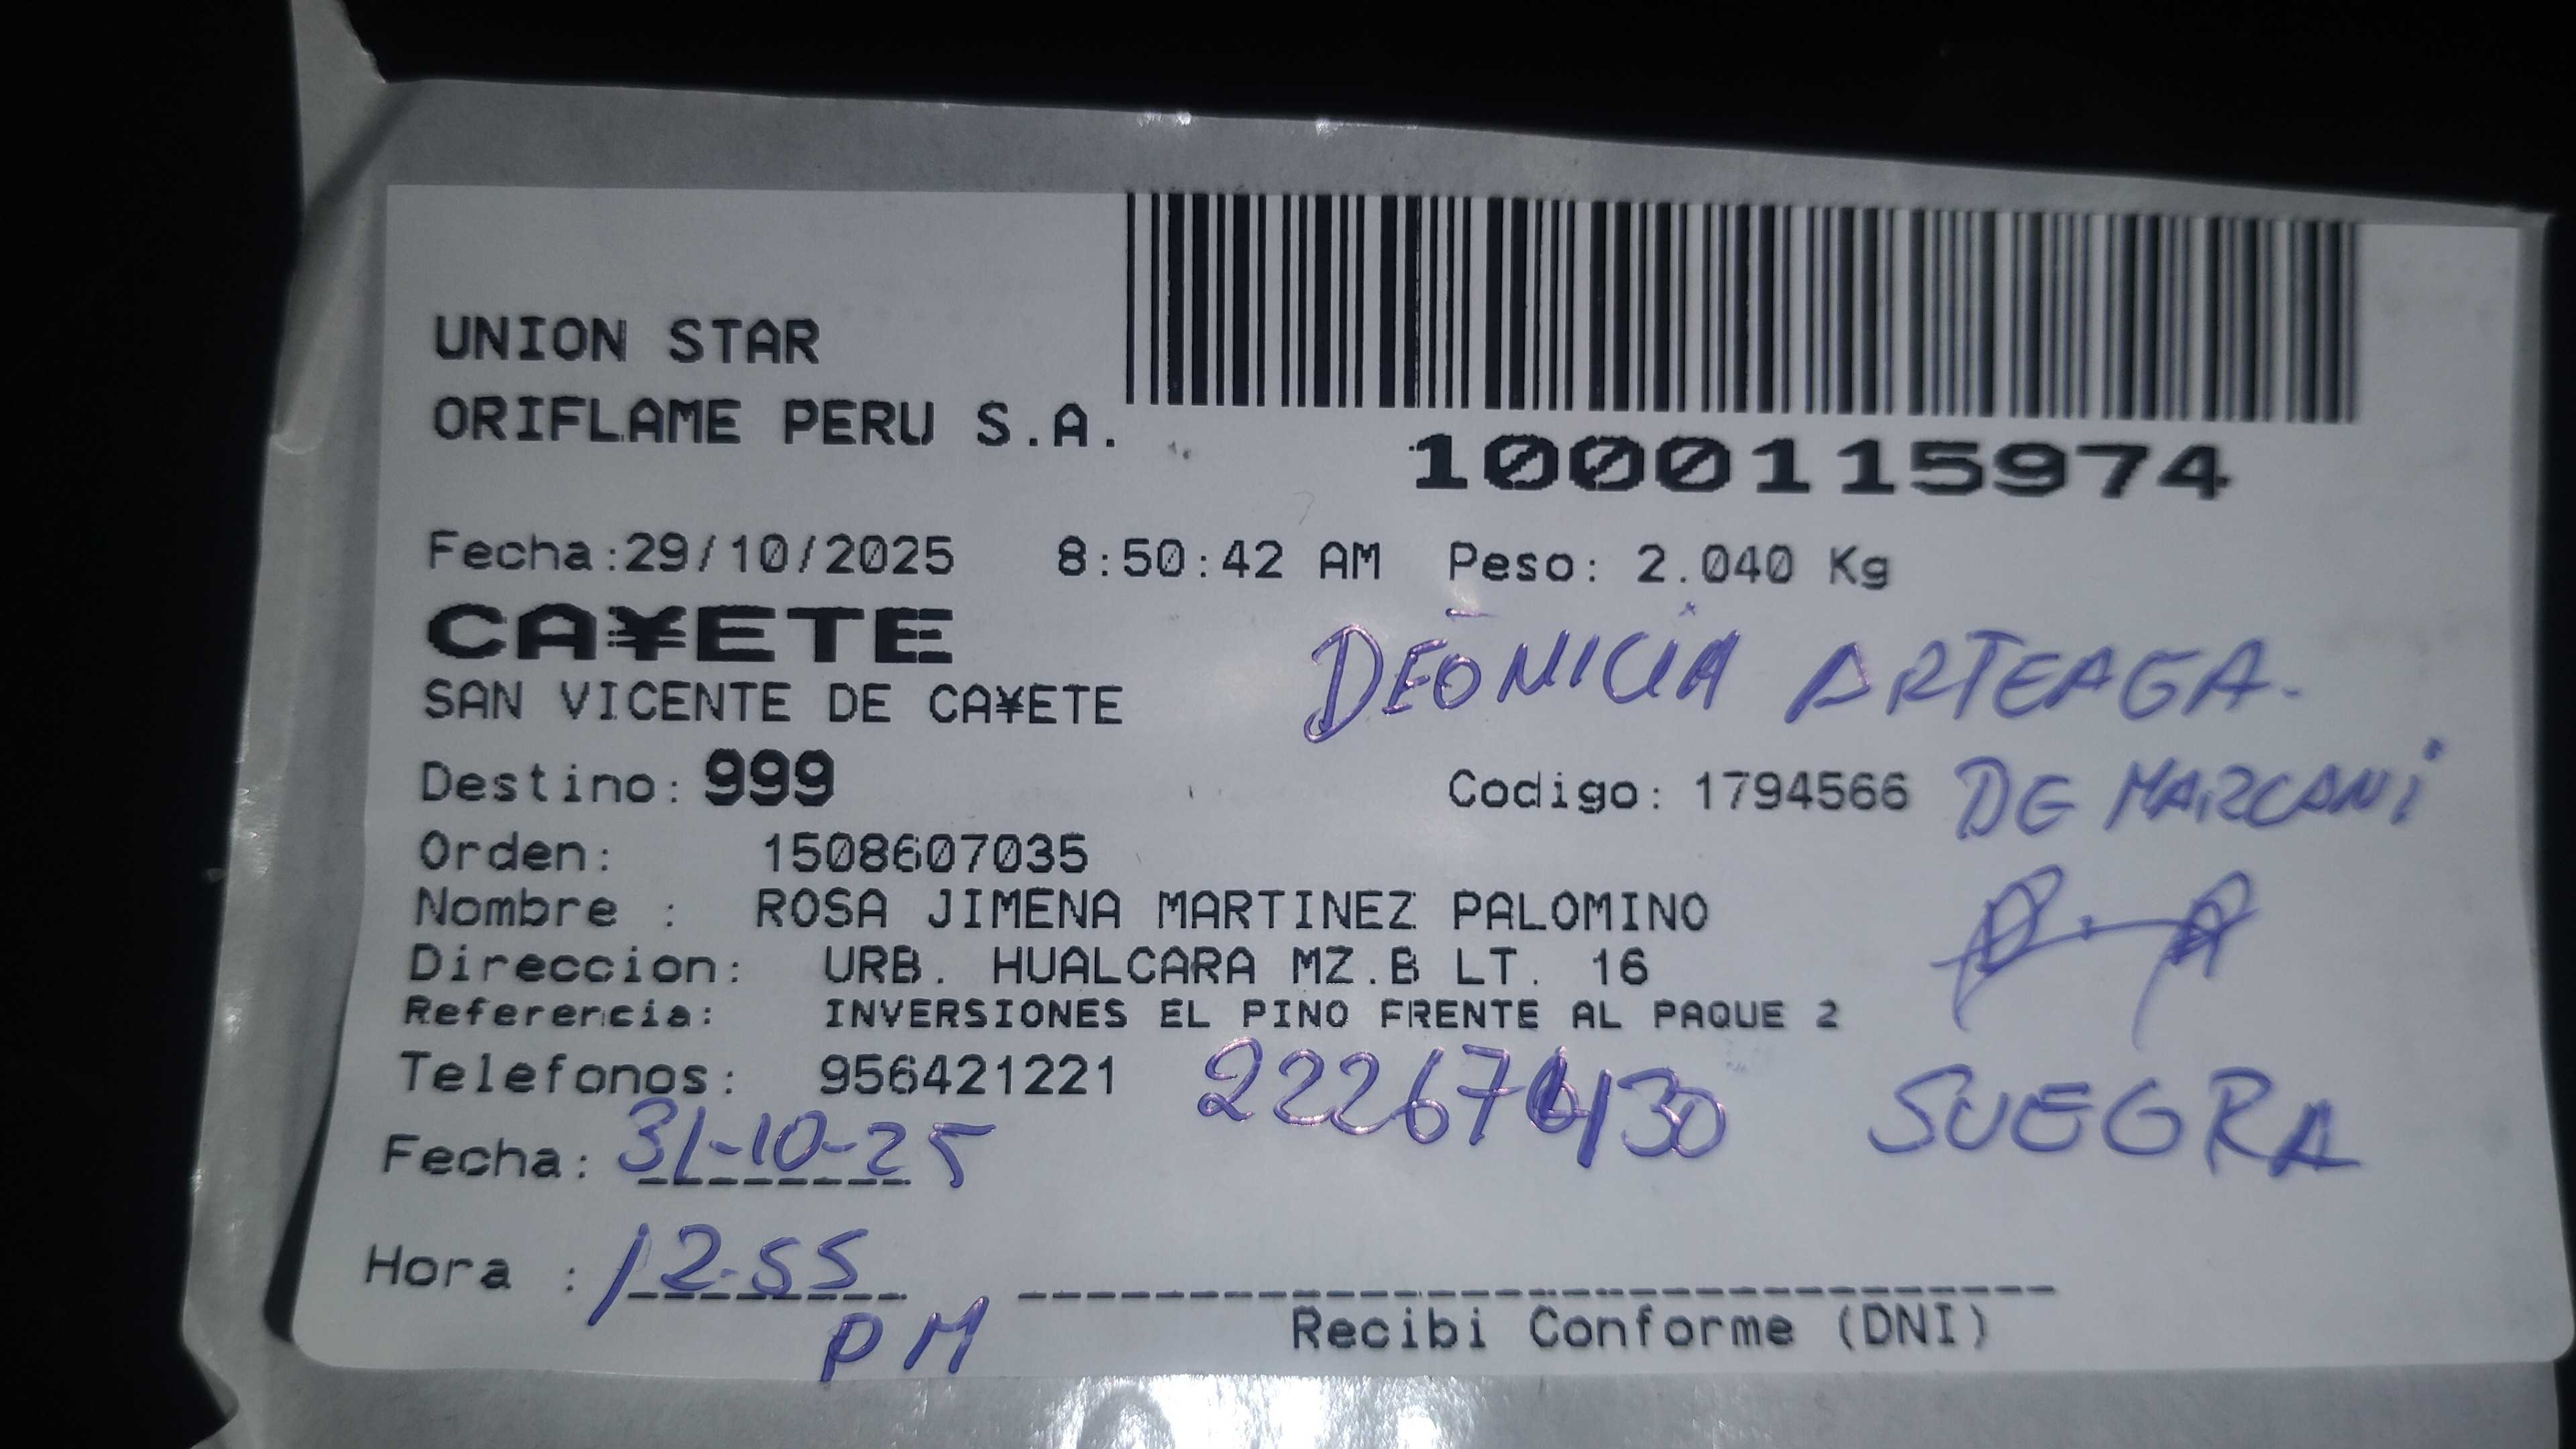 UNION STAR
ORIFLAME PERU S.A.
1000115974
Fecha:29/10/2025 8:50:42 AM Peso: 2.040 Kg
CA¥ETE
DEONICIA ARTEAGA.
SAN VICENTE DE CA¥ETE
Destino: 999 Codigo: 1794566 DE MARCANi
Orden: 1508607035
Nombre : ROSA JIMENA MARTINEZ PALOMINO
Direccion: URB. HUALCARA MZ.B LT. 16
Referencia: INVERSIONES EL PINO FRENTE AL PAQUE 2
Telefonos: 956421221
SUEGRA
Fecha: 31-10-25
Hora : 12-55
PM
Recibi Conforme (DNI)